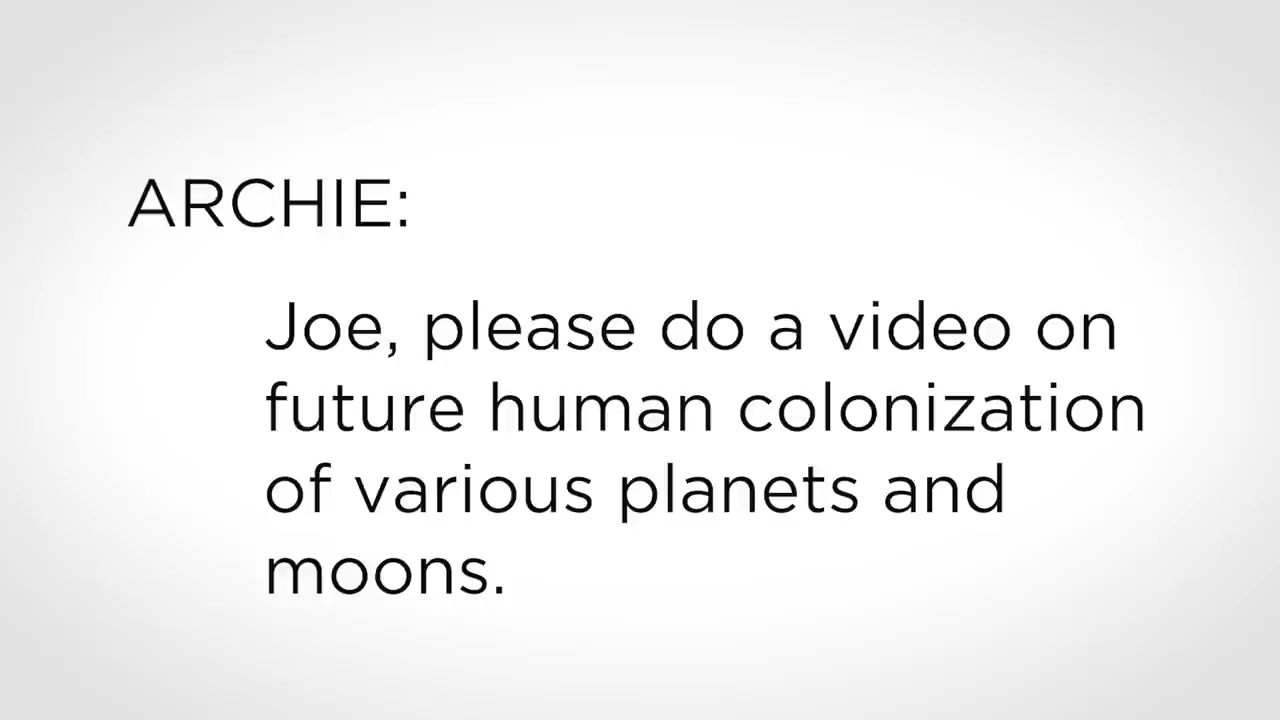 ARCHIE:
Joe, please do a video on
future human colonization
of various planets and
moons.